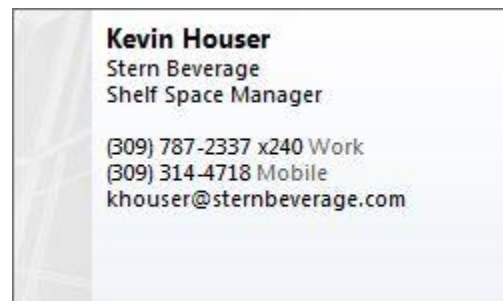 Kevin Houser
Stern Beverage
Shelf Space Manager
(309) 787-2337 x240 Work
(309) 314-4718 Mobile
khouser@sternbeverage.com